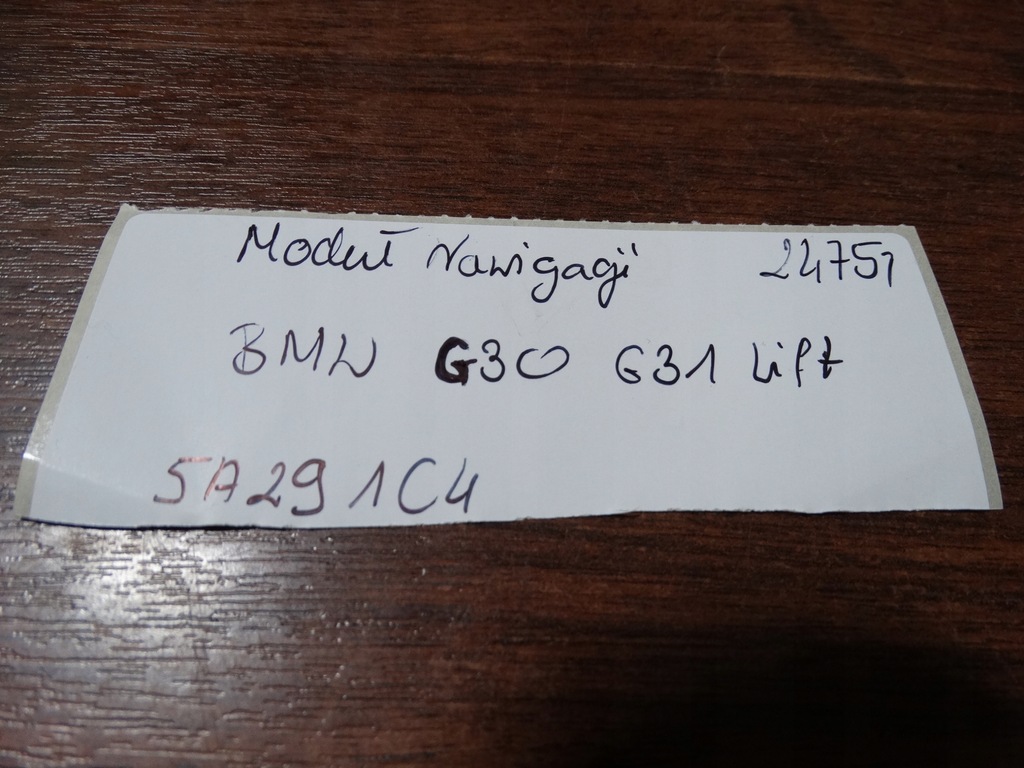 Moduł Nawigacji 24751
BMW G30 G31 Lift
5A291C4